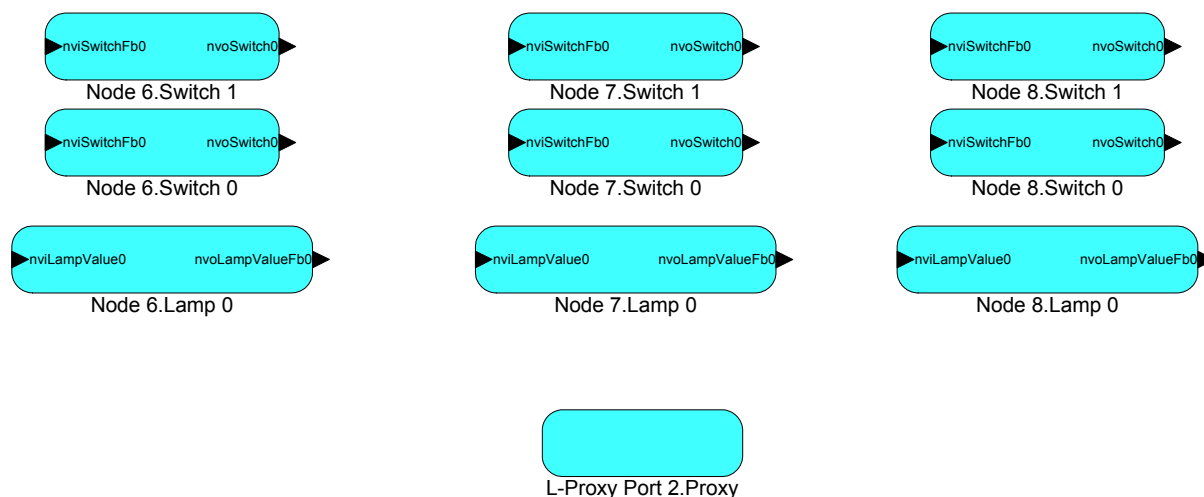 nviSwitchFb0 nvoSwitch0 nviSwitchFb0 nvoSwitch0 nviSwitchFb0 nvoSwitch0
Node 6.Switch 1 Node 7.Switch 1 Node 8.Switch 1
nviSwitchFb0 nvoSwitch0 nviSwitchFb0 nvoSwitch0 nviSwitchFb0 nvoSwitch0
Node 6.Switch 0 Node 7.Switch 0 Node 8.Switch 0
nviLampValue0 nvoLampValueFb0 nviLampValue0 nvoLampValueFb0 nviLampValue0 nvoLampValueFb0
Node 6.Lamp 0 Node 7.Lamp 0 Node 8.Lamp 0
L-Proxy Port 2.Proxy